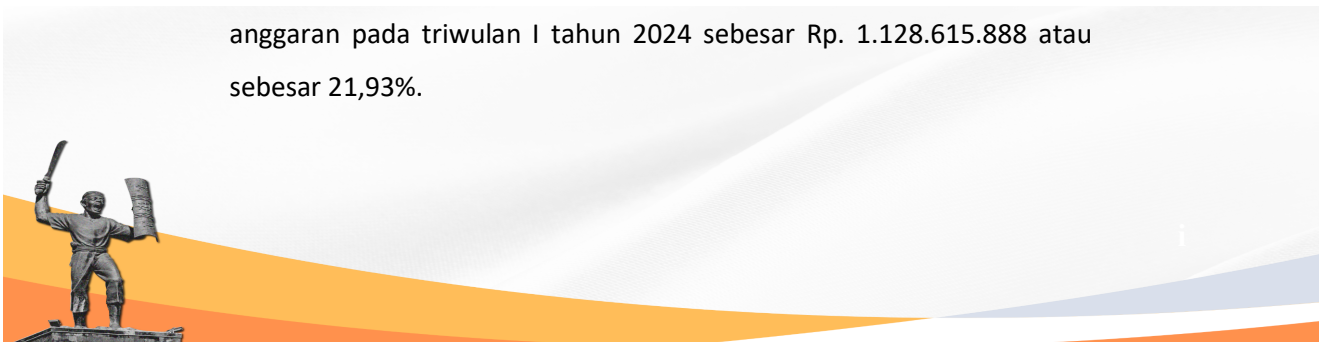 anggaran pada triwulan I tahun 2024 sebesar Rp. 1.128.615.888 atau
sebesar 21,93%.
i